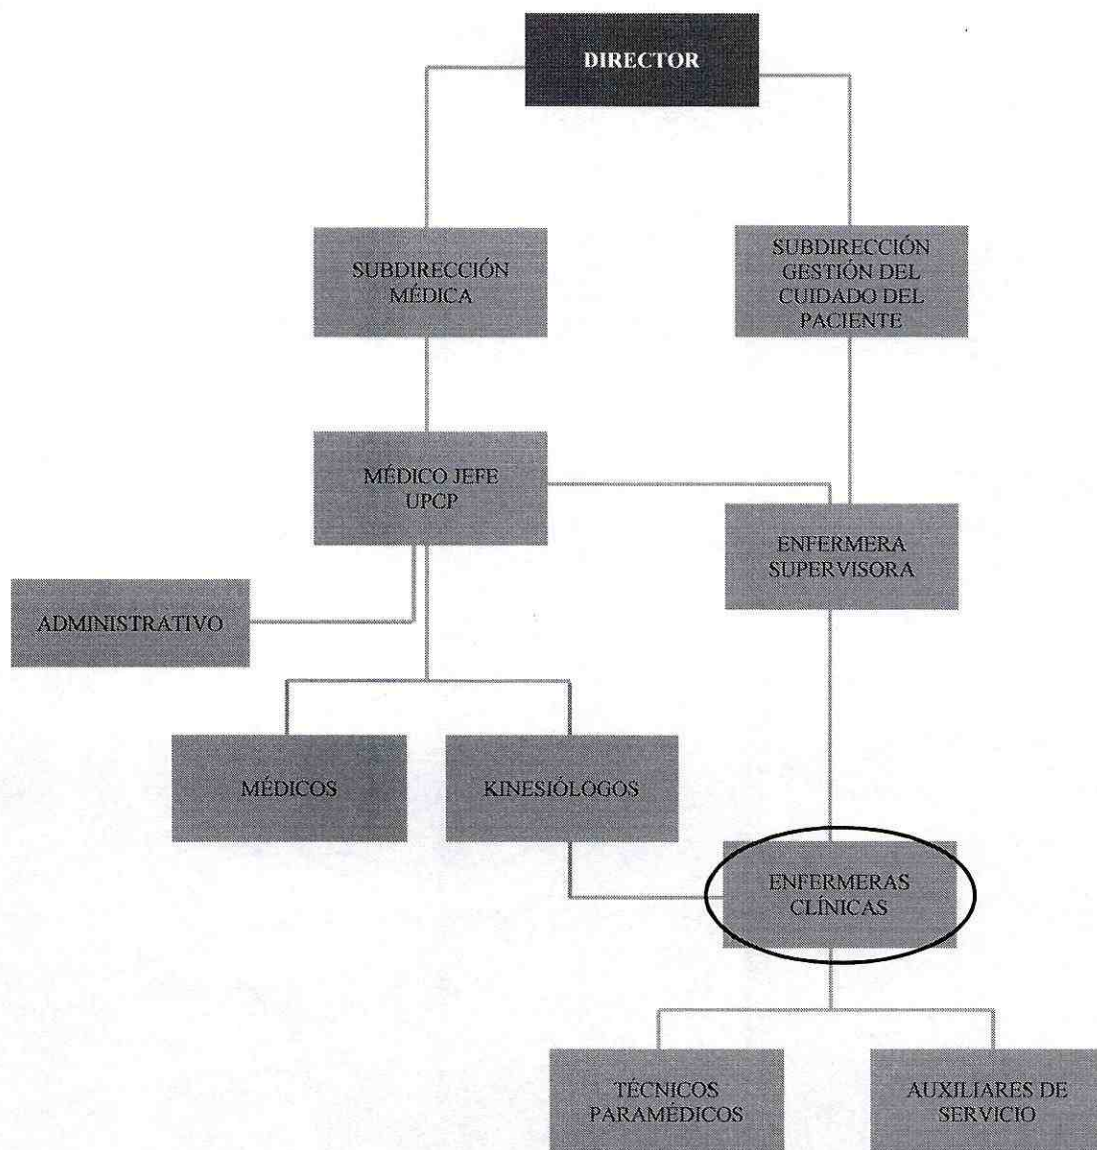 DIRECTOR
SUBDIRECCIÓN
MÉDICA
SUBDIRECCIÓN
GESTIÓN DEL
CUIDADO DEL
PACIENTE
MÉDICO JEFE
UPCP
ENFERMERA
SUPERVISORA
ADMINISTRATIVO
MÉDICOS
KINESIÓLOGOS
ENFERMERAS
CLÍNICAS
TÉCNICOS
PARAMÉDICOS
AUXILIARES DE
SERVICIO